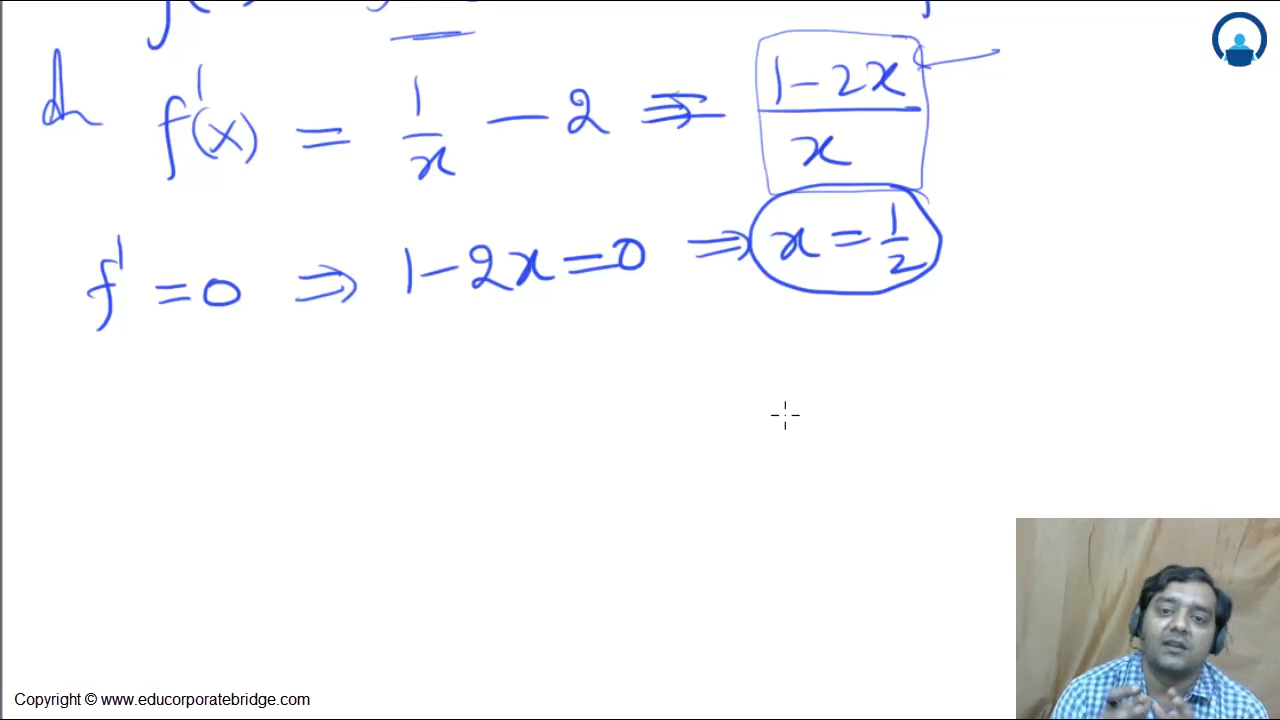 f'(x) = 1/x - 2 ⇒ (1-2x)/x
f' = 0 ⇒ 1-2x=0 ⇒ x = 1/2
Copyright © www.educorporatebridge.com